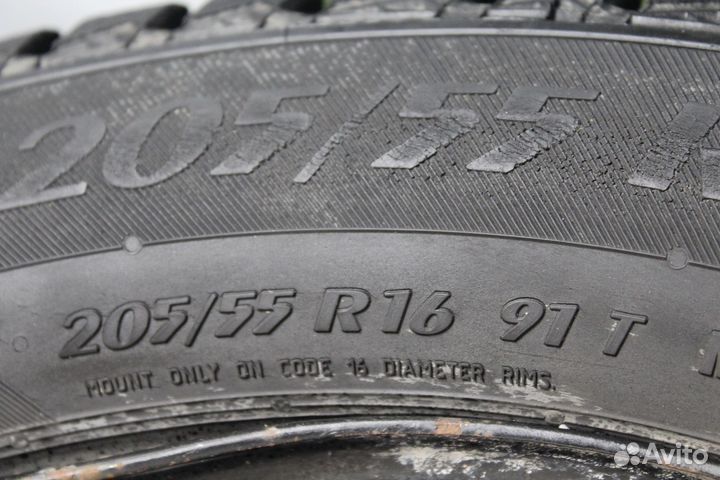 205/55
205/55 R16 91 T
MOUNT ONLY ON CODE 16 DIAMETER RIMS.
Avito